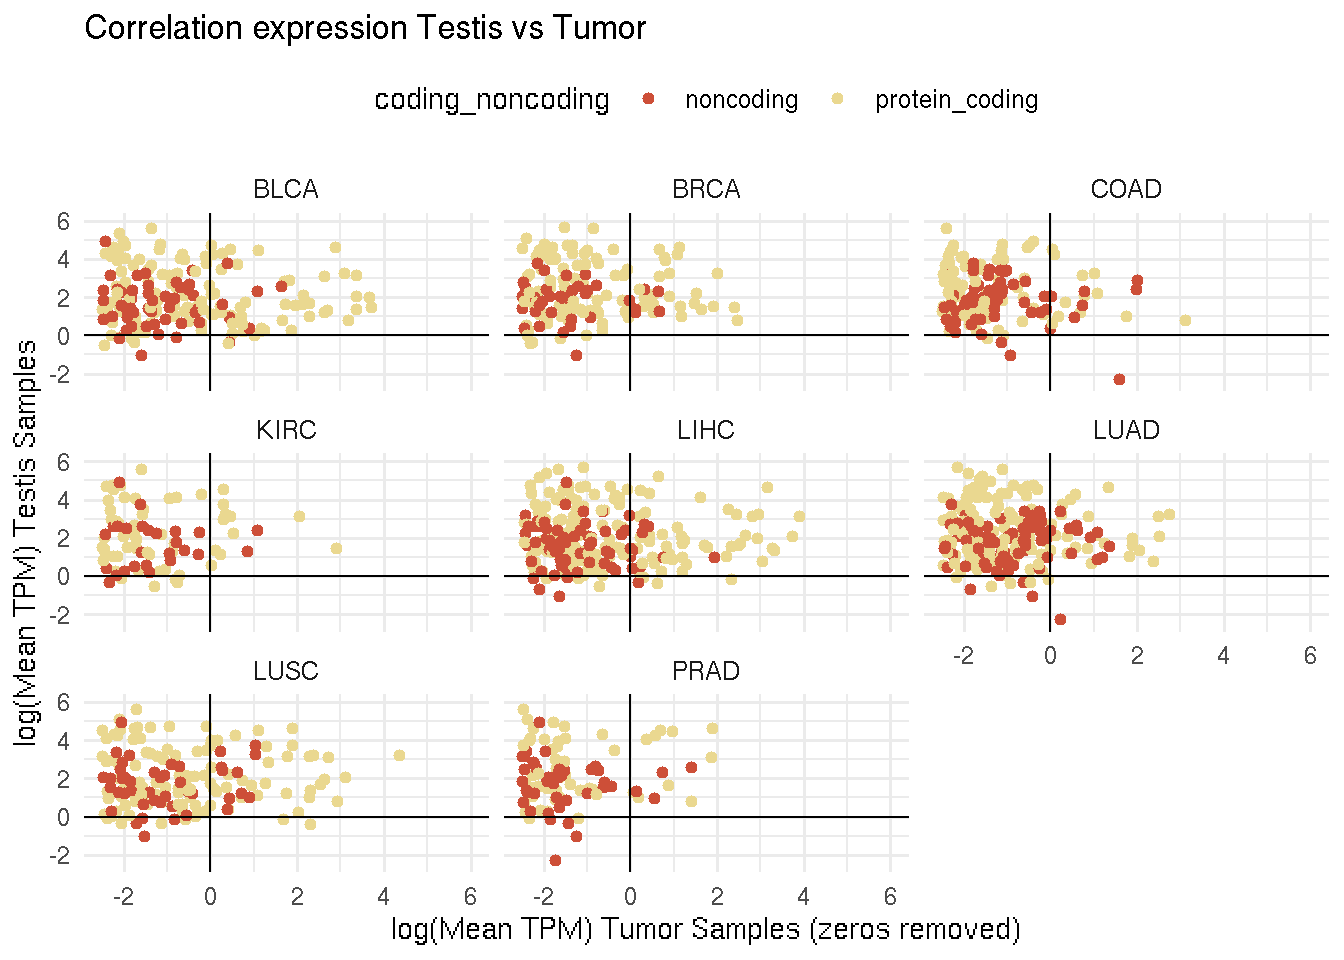 Correlation expression Testis vs Tumor
coding_noncoding noncoding protein_coding
BLCA BRCA COAD
6
4
2
0
-2
KIRC LIHC LUAD
6
4
2
0
-2
-2 0 2 4 6
LUSC PRAD
6
4
2
0
-2
-2 0 2 4 6 -2 0 2 4 6
log(Mean TPM) Testis Samples
log(Mean TPM) Tumor Samples (zeros removed)